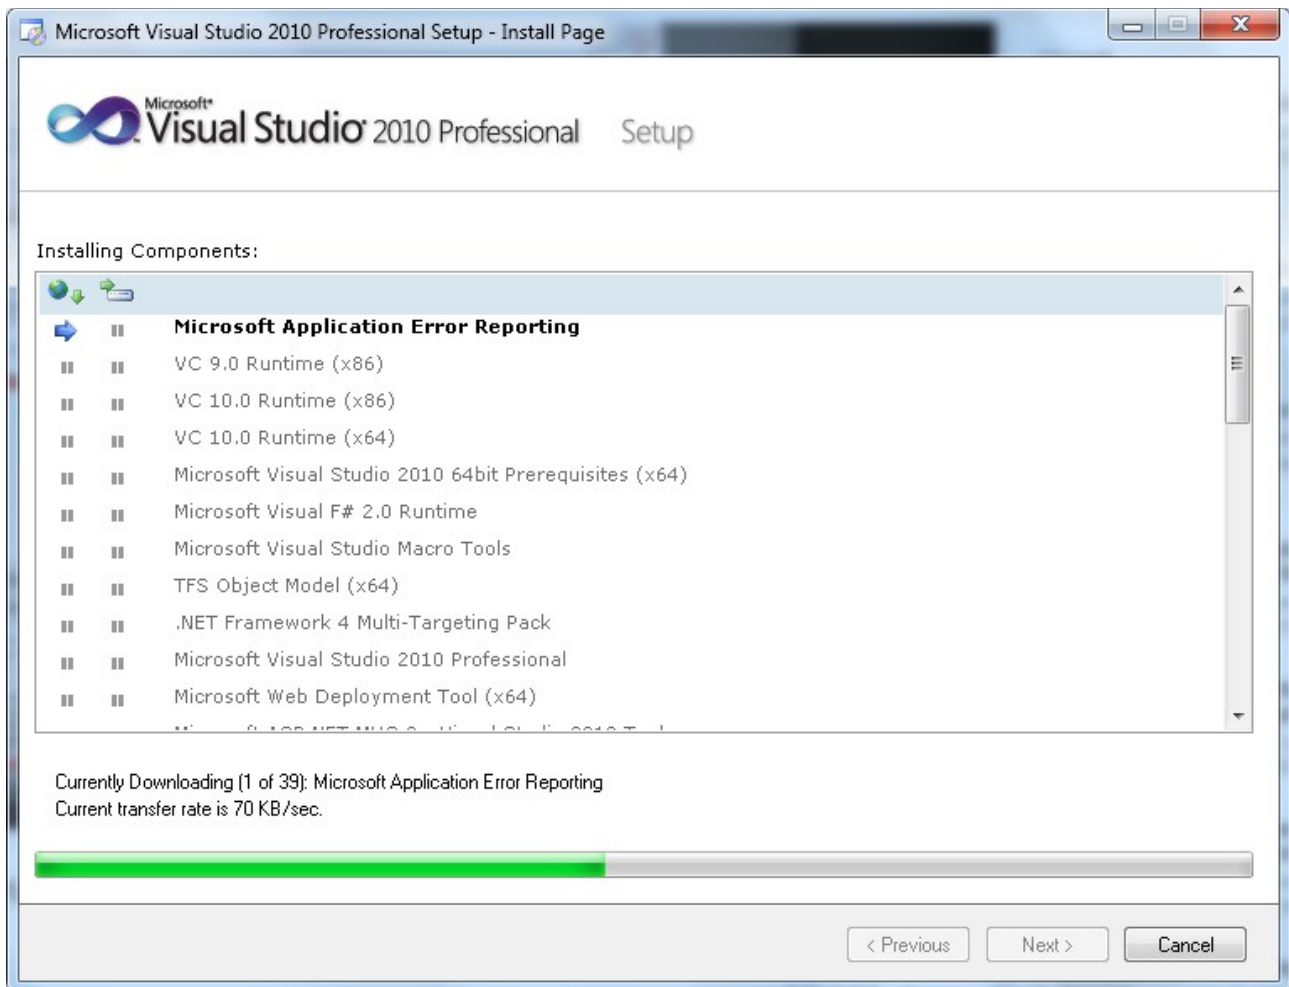 Microsoft Visual Studio 2010 Professional Setup - Install Page
Microsoft®
Visual Studio® 2010 Professional Setup
Installing Components:
Microsoft Application Error Reporting
VC 9.0 Runtime (x86)
VC 10.0 Runtime (x86)
VC 10.0 Runtime (x64)
Microsoft Visual Studio 2010 64bit Prerequisites (x64)
Microsoft Visual F# 2.0 Runtime
Microsoft Visual Studio Macro Tools
TFS Object Model (x64)
.NET Framework 4 Multi-Targeting Pack
Microsoft Visual Studio 2010 Professional
Microsoft Web Deployment Tool (x64)
Currently Downloading (1 of 39): Microsoft Application Error Reporting
Current transfer rate is 70 KB/sec.
< Previous Next > Cancel